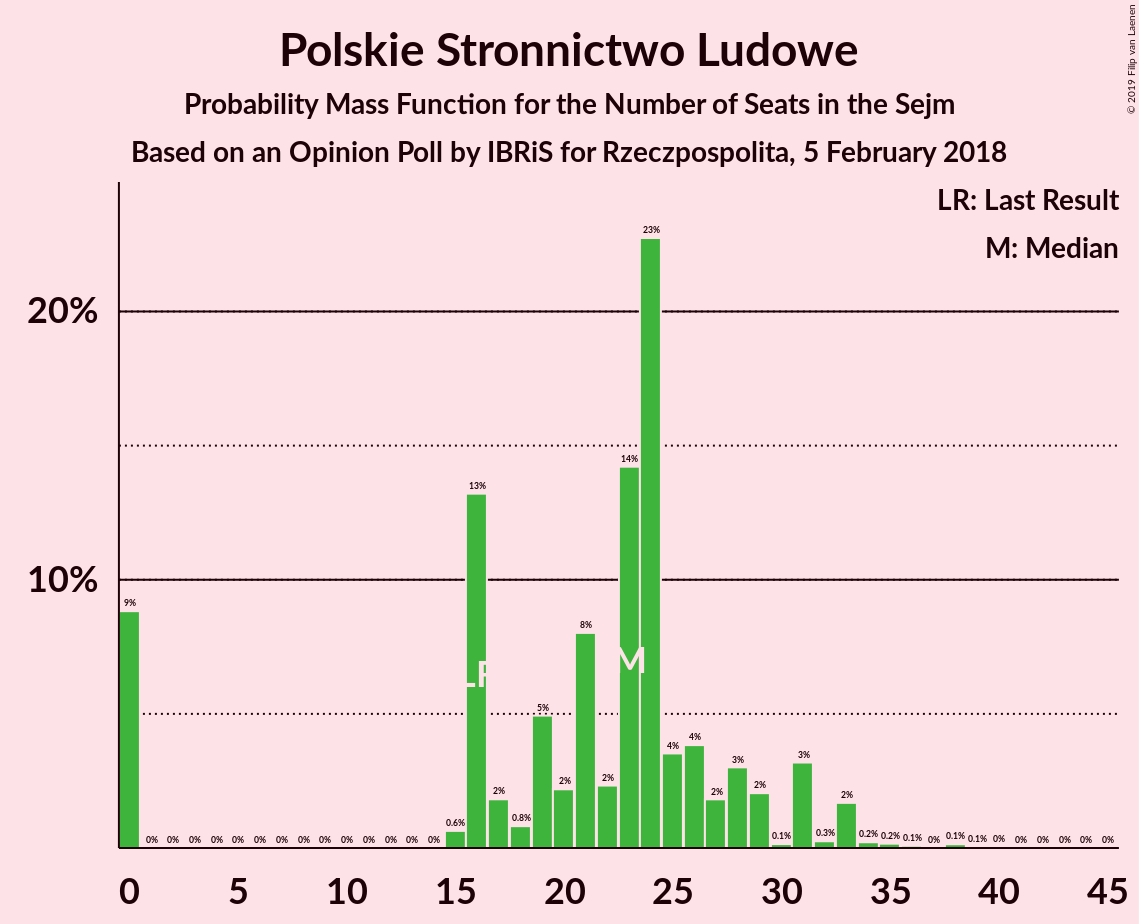 © 2019 Filip van Laenen
Polskie Stronnictwo Ludowe
Probability Mass Function for the Number of Seats in the Sejm
Based on an Opinion Poll by IBRiS for Rzeczpospolita, 5 February 2018
LR: Last Result
M: Median
20%
10%
9% 0% 0% 0% 0% 0% 0% 0% 0% 0% 0% 0% 0% 0% 0% 0.6% 13% 2% 0.8% 5% 2% 8% 2% 14% 23% 4% 4% 2% 3% 2% 0.1% 3% 0.3% 2% 0.2% 0.2% 0.1% 0% 0.1% 0.1% 0% 0% 0% 0% 0% 0%
LR M
0 5 10 15 20 25 30 35 40 45